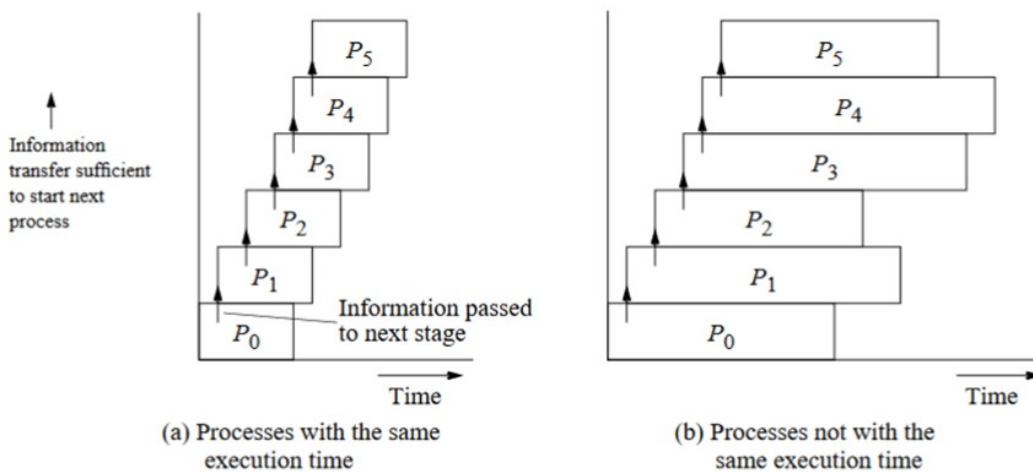 P5
P4
P3
P2
P1
P0
Information
transfer sufficient
to start next
process
Information passed
to next stage
Time
(a) Processes with the same
execution time
P5
P4
P3
P2
P1
P0
Time
(b) Processes not with the
same execution time